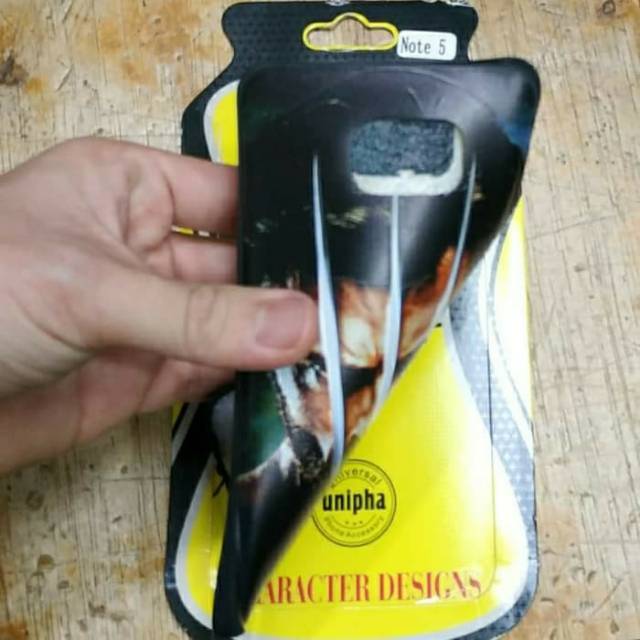 Note 5
universal
unipha
Phone Accessory
ARACTER DESIGNS